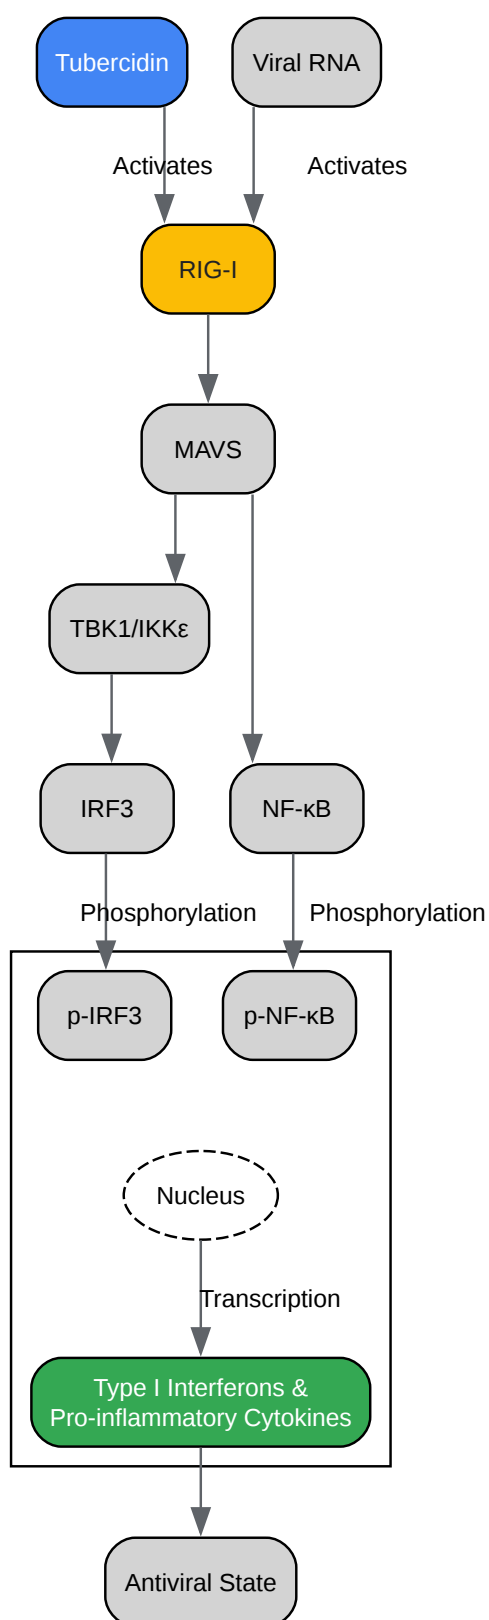 Tubercidin
Viral RNA
Activates
Activates
RIG-I
MAVS
TBK1/IKKε
IRF3
NF-κB
Phosphorylation
Phosphorylation
p-IRF3
p-NF-κB
Nucleus
Transcription
Type I Interferons &
Pro-inflammatory Cytokines
Antiviral State